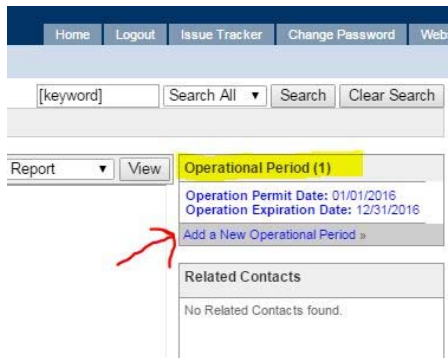 Home Logout Issue Tracker Change Password
[keyword] Search All Search Clear Search
Report View
Operational Period (1)
Operation Permit Date: 01/01/2016
Operation Expiration Date: 12/31/2016
Add a New Operational Period »
Related Contacts
No Related Contacts found.